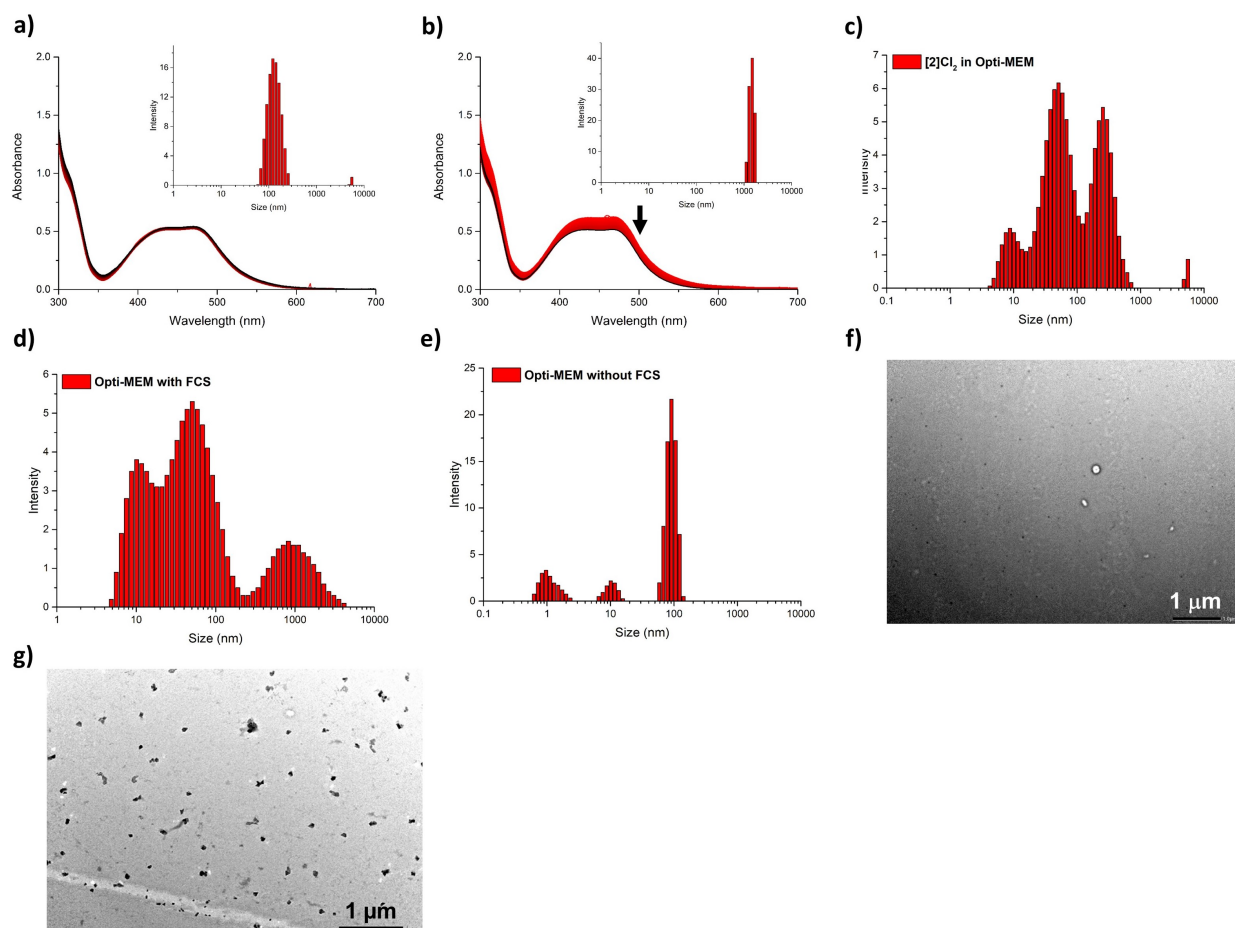 a)
2.0
1.5
1.0
0.5
0.0
Absorbance
300 400 500 600 700
Wavelength (nm)
16
12
8
4
0
Intensity
1 10 100 1000 10000
Size (nm)
b)
2.0
1.5
1.0
0.5
0.0
Absorbance
300 400 500 600 700
Wavelength (nm)
40
30
20
10
0
Intensity
1 10 100 1000 10000
Size (nm)
c)
[2]Cl₂ in Opti-MEM
7
6
5
4
3
2
1
0
Intensity
0.1 1 10 100 1000 10000
Size (nm)
d)
Opti-MEM with FCS
6
5
4
3
2
1
0
Intensity
1 10 100 1000 10000
Size (nm)
e)
Opti-MEM without FCS
25
20
15
10
5
0
Intensity
0.1 1 10 100 1000 10000
Size (nm)
f)
1 μm
g)
1 μm